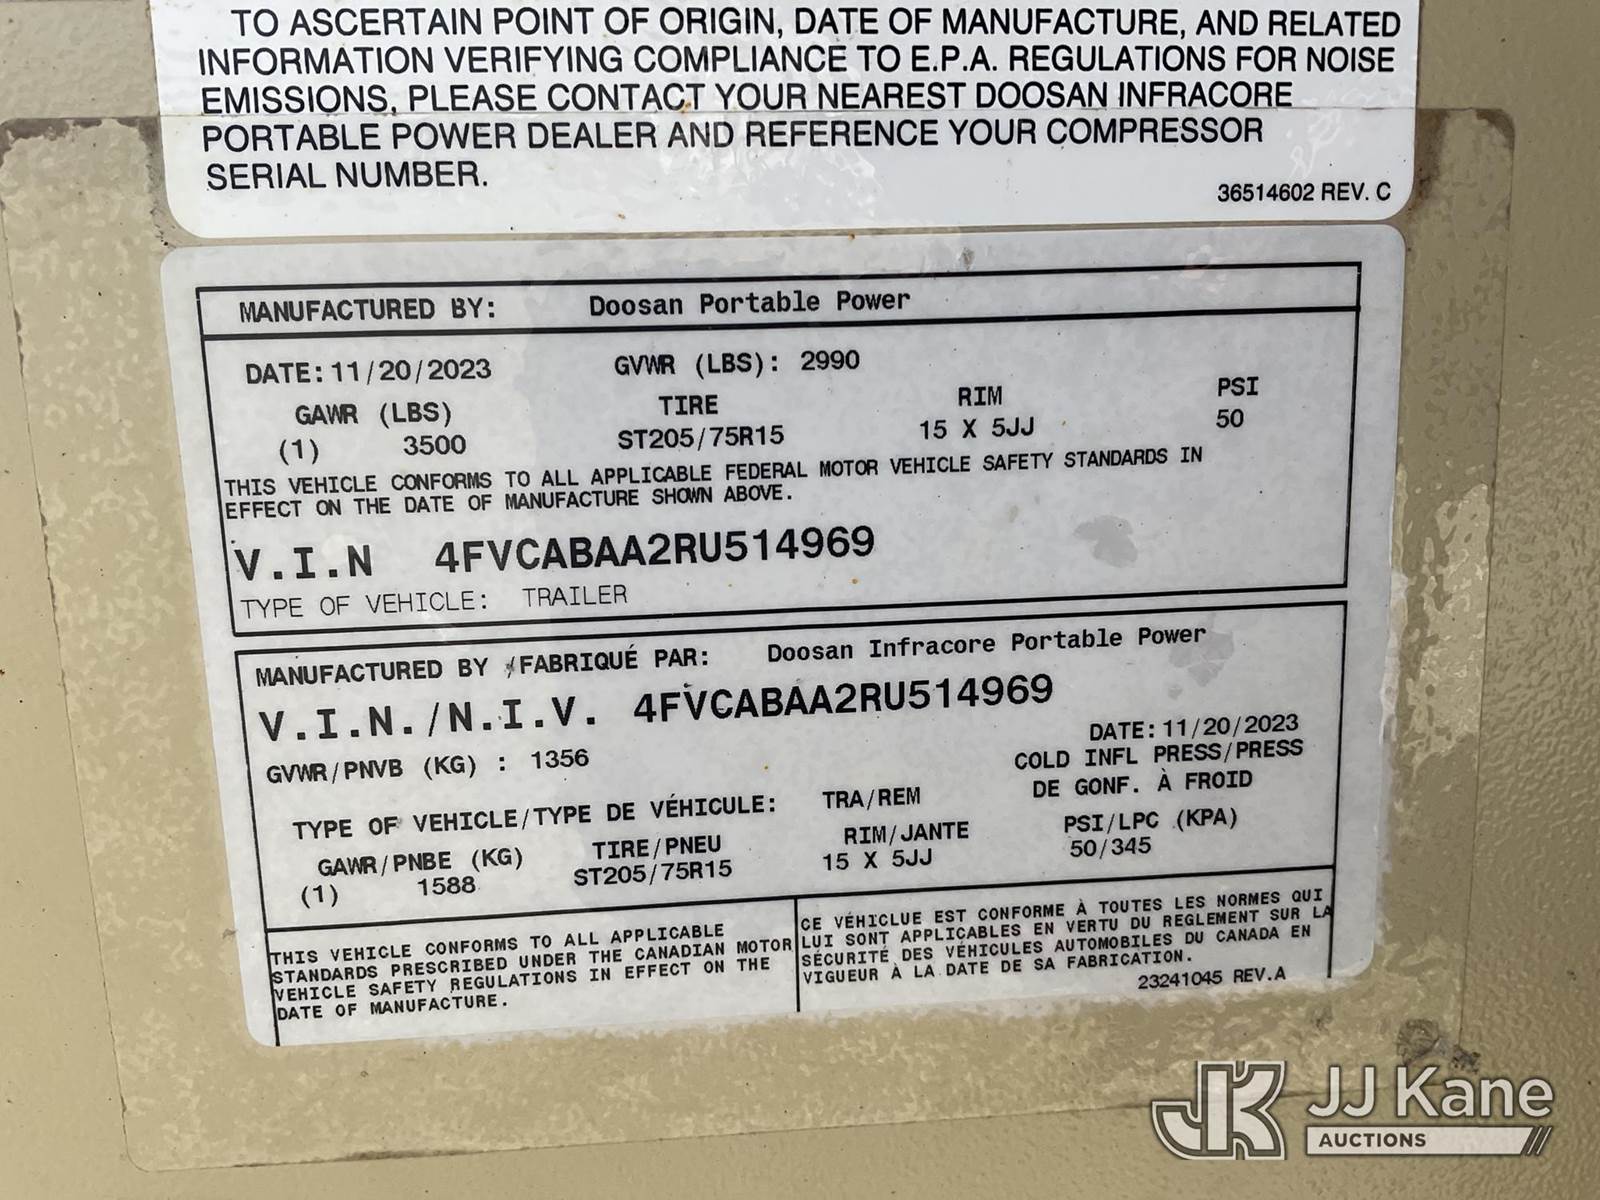 TO ASCERTAIN POINT OF ORIGIN, DATE OF MANUFACTURE, AND RELATED
INFORMATION VERIFYING COMPLIANCE TO E.P.A. REGULATIONS FOR NOISE
EMISSIONS, PLEASE CONTACT YOUR NEAREST DOOSAN INFRACORE
PORTABLE POWER DEALER AND REFERENCE YOUR COMPRESSOR
SERIAL NUMBER.
36514602 REV. C
MANUFACTURED BY: Doosan Portable Power
DATE: 11/20/2023 GVWR (LBS): 2990
GAWR (LBS) TIRE RIM PSI
(1) 3500 ST205/75R15 15 X 5JJ 50
THIS VEHICLE CONFORMS TO ALL APPLICABLE FEDERAL MOTOR VEHICLE SAFETY STANDARDS IN
EFFECT ON THE DATE OF MANUFACTURE SHOWN ABOVE.
V.I.N 4FVCABAA2RU514969
TYPE OF VEHICLE: TRAILER
MANUFACTURED BY /FABRIQUÉ PAR: Doosan Infracore Portable Power
V.I.N./N.I.V. 4FVCABAA2RU514969
DATE: 11/20/2023
GVWR/PNVB (KG) : 1356 COLD INFL PRESS/PRESS
DE GONF. À FROID
TYPE OF VEHICLE/TYPE DE VÉHICULE: TRA/REM
GAWR/PNBE (KG) TIRE/PNEU RIM/JANTE PSI/LPC (KPA)
(1) 1588 ST205/75R15 15 X 5JJ 50/345
THIS VEHICLE CONFORMS TO ALL APPLICABLE
STANDARDS PRESCRIBED UNDER THE CANADIAN MOTOR
VEHICLE SAFETY REGULATIONS IN EFFECT ON THE
DATE OF MANUFACTURE.
CE VÉHICLUE EST CONFORME À TOUTES LES NORMES QUI
LUI SONT APPLICABLES EN VERTU DU REGLEMENT SUR LA
SÉCURITÉ DES VÉHICULES AUTOMOBILES DU CANADA EN
VIGUEUR À LA DATE DE SA FABRICATION.
23241045 REV.A
JK JJ Kane
AUCTIONS